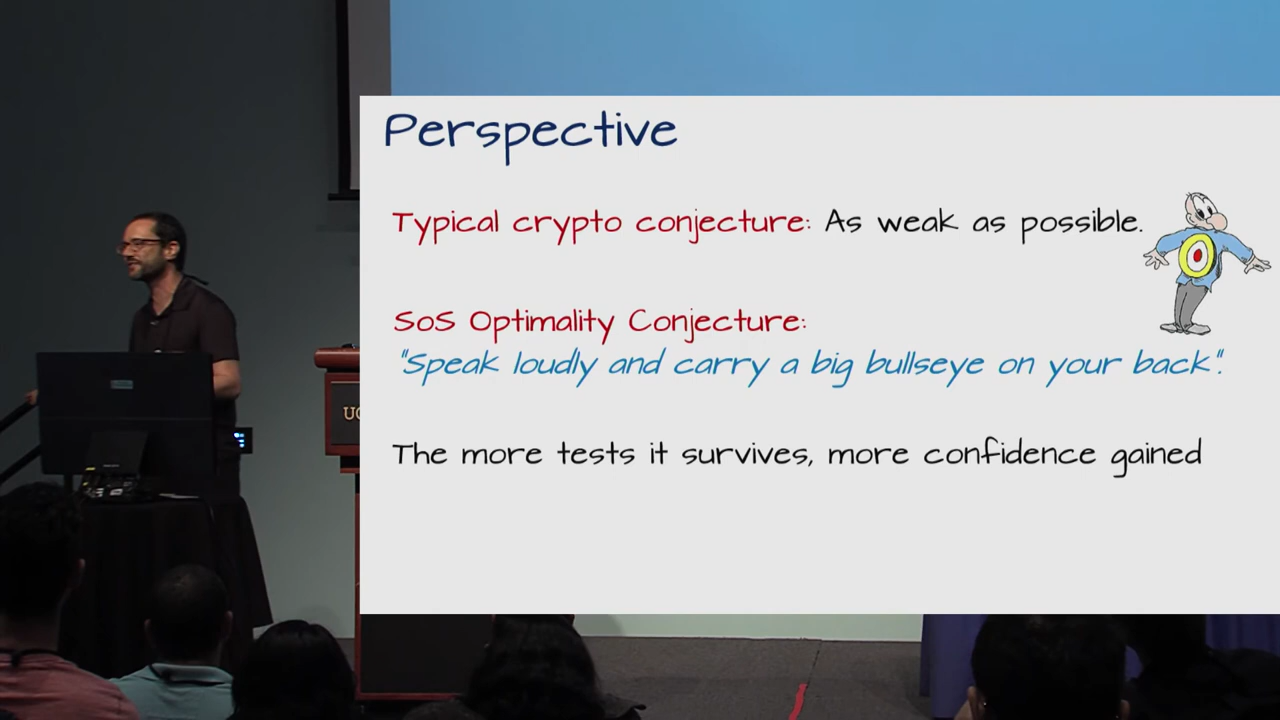 Perspective
Typical crypto conjecture: As weak as possible.
SoS Optimality Conjecture:
"Speak loudly and carry a big bullseye on your back".
The more tests it survives, more confidence gained
UC